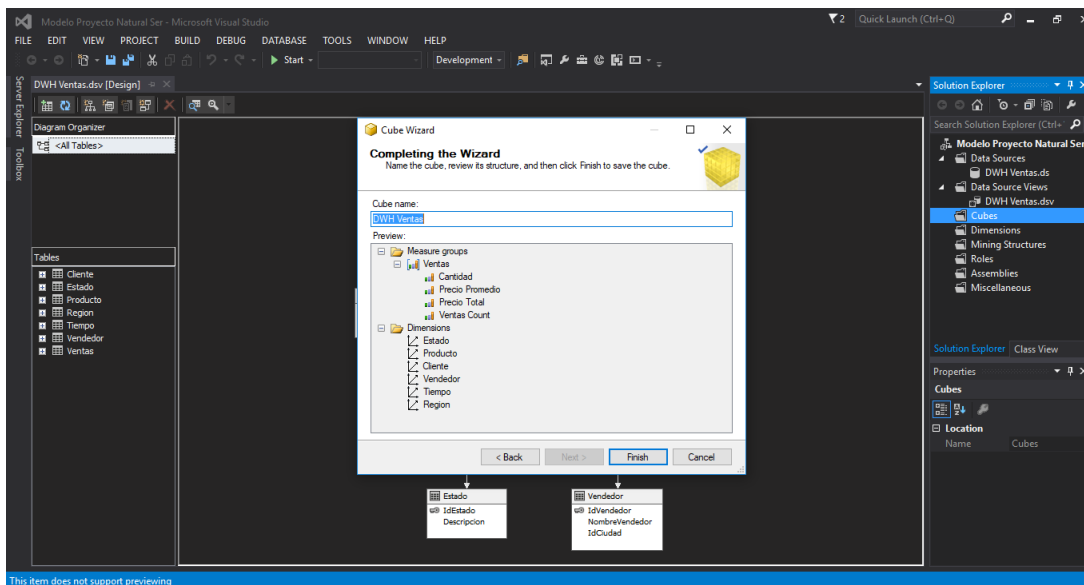 Modelo Proyecto Natural Ser - Microsoft Visual Studio
2 Quick Launch (Ctrl+Q)
FILE EDIT VIEW PROJECT BUILD DEBUG DATABASE TOOLS WINDOW HELP
Start
Development
Server Explorer
Toolbox
DWH Ventas.dsv [Design]
Diagram Organizer
<All Tables>
Tables
Cliente
Estado
Producto
Region
Tiempo
Vendedor
Ventas
Cube Wizard
Completing the Wizard
Name the cube, review its structure, and then click Finish to save the cube.
Cube name:
DWH Ventas
Preview:
Measure groups
Ventas
Cantidad
Precio Promedio
Precio Total
Ventas Count
Dimensions
Estado
Producto
Cliente
Vendedor
Tiempo
Region
< Back Next > Finish Cancel
Estado
IdEstado
Descripcion
Vendedor
IdVendedor
NombreVendedor
IdCiudad
Solution Explorer
Search Solution Explorer (Ctrl+
Modelo Proyecto Natural Ser
Data Sources
DWH Ventas.ds
Data Source Views
DWH Ventas.dsv
Cubes
Dimensions
Mining Structures
Roles
Assemblies
Miscellaneous
Solution Explorer Class View
Properties
Cubes
Location
Name Cubes
This item does not support previewing